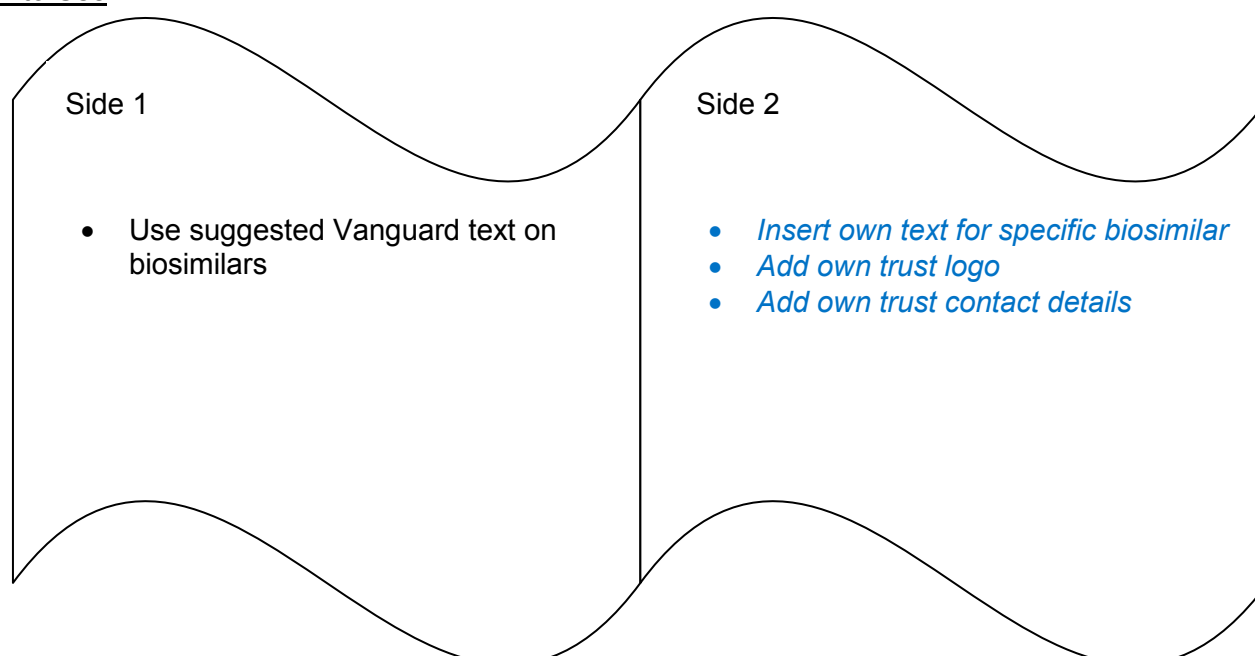 Side 1
• Use suggested Vanguard text on
biosimilars
Side 2
• Insert own text for specific biosimilar
• Add own trust logo
• Add own trust contact details